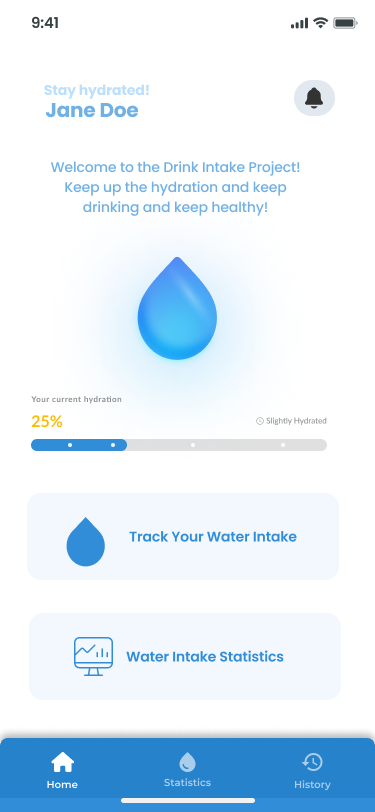 9:41
Stay hydrated!
Jane Doe
Welcome to the Drink Intake Project!
Keep up the hydration and keep
drinking and keep healthy!
Your current hydration
25%
Slightly Hydrated
Track Your Water Intake
Water Intake Statistics
Home
Statistics
History